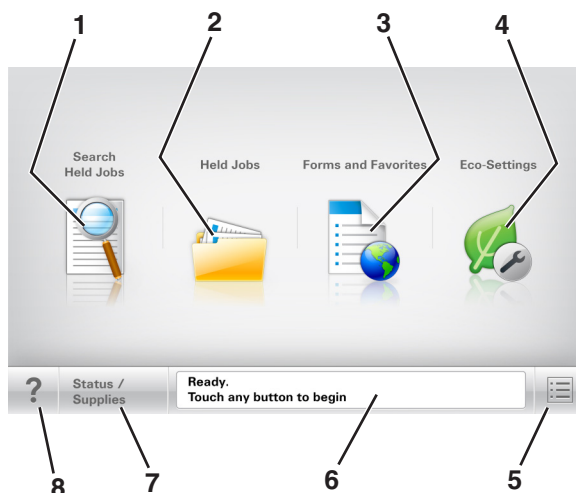 1
2
3
4
Search
Held Jobs
Held Jobs
Forms and Favorites
Eco-Settings
?
Status /
Supplies
Ready.
Touch any button to begin
8
7
6
5